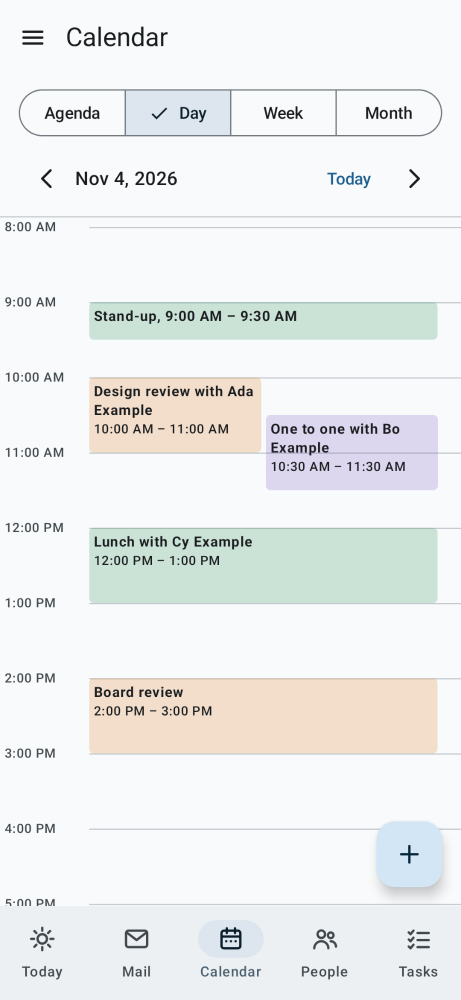 Calendar
Agenda
Day
Week
Month
Nov 4, 2026
Today
8:00 AM
9:00 AM
Stand-up, 9:00 AM – 9:30 AM
10:00 AM
Design review with Ada
Example
10:00 AM – 11:00 AM
One to one with Bo
Example
10:30 AM – 11:30 AM
11:00 AM
12:00 PM
Lunch with Cy Example
12:00 PM – 1:00 PM
1:00 PM
2:00 PM
Board review
2:00 PM – 3:00 PM
3:00 PM
4:00 PM
5:00 PM
Today
Mail
Calendar
People
Tasks